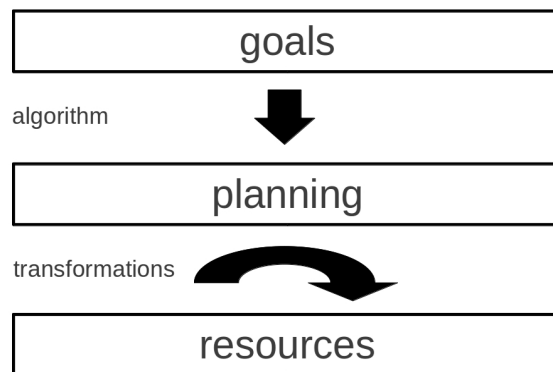 goals
algorithm
planning
transformations
resources